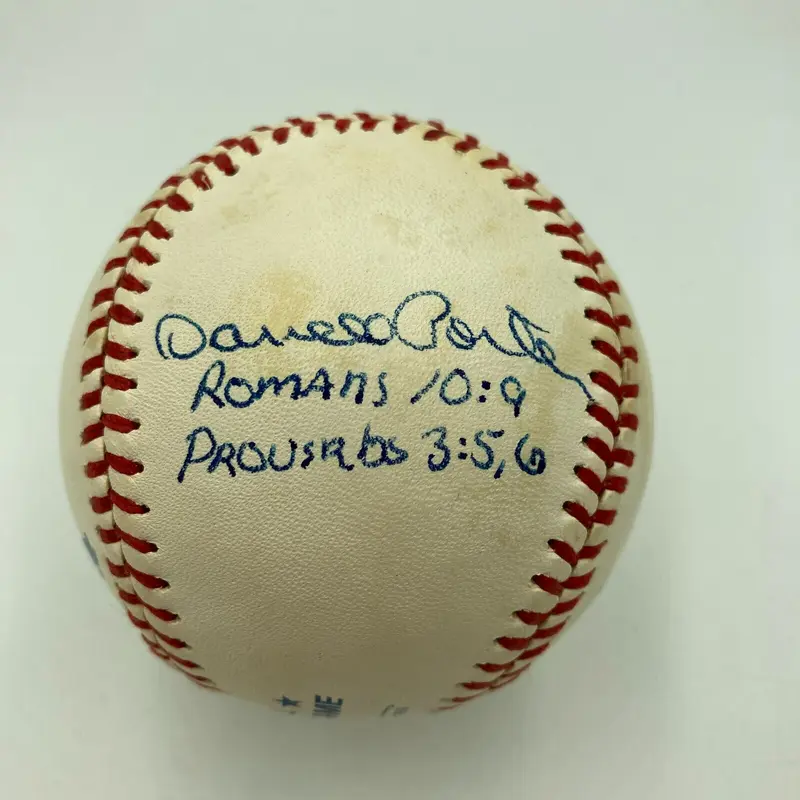 Darrell Porter
ROMANS 10:9
PROVERbs 3:5,6